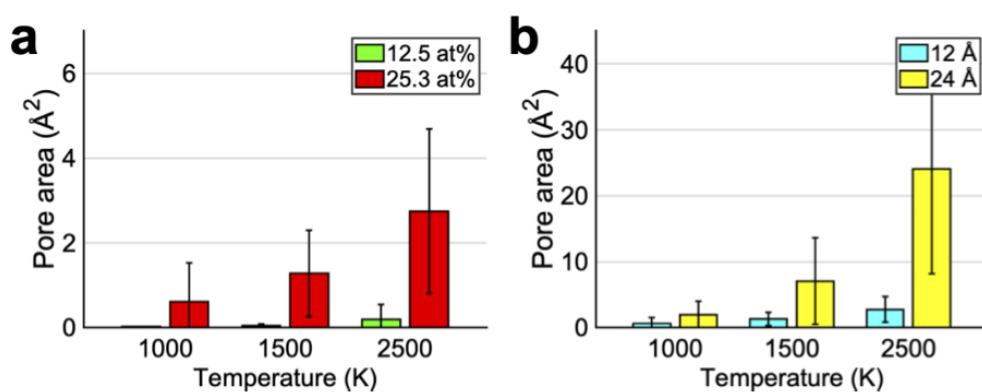 a
12.5 at%
25.3 at%
Pore area (Å²)
6
4
2
0
1000 1500 2500
Temperature (K)
b
12 Å
24 Å
Pore area (Å²)
40
30
20
10
0
1000 1500 2500
Temperature (K)